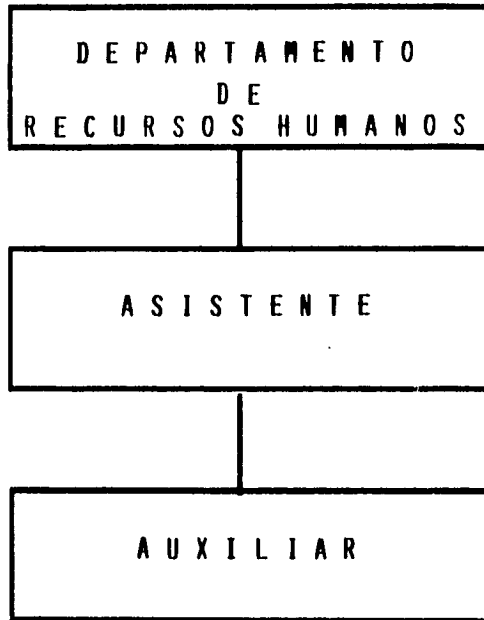 DEPARTAMENTO
DE
RECURSOS HUMANOS
ASISTENTE
AUXILIAR